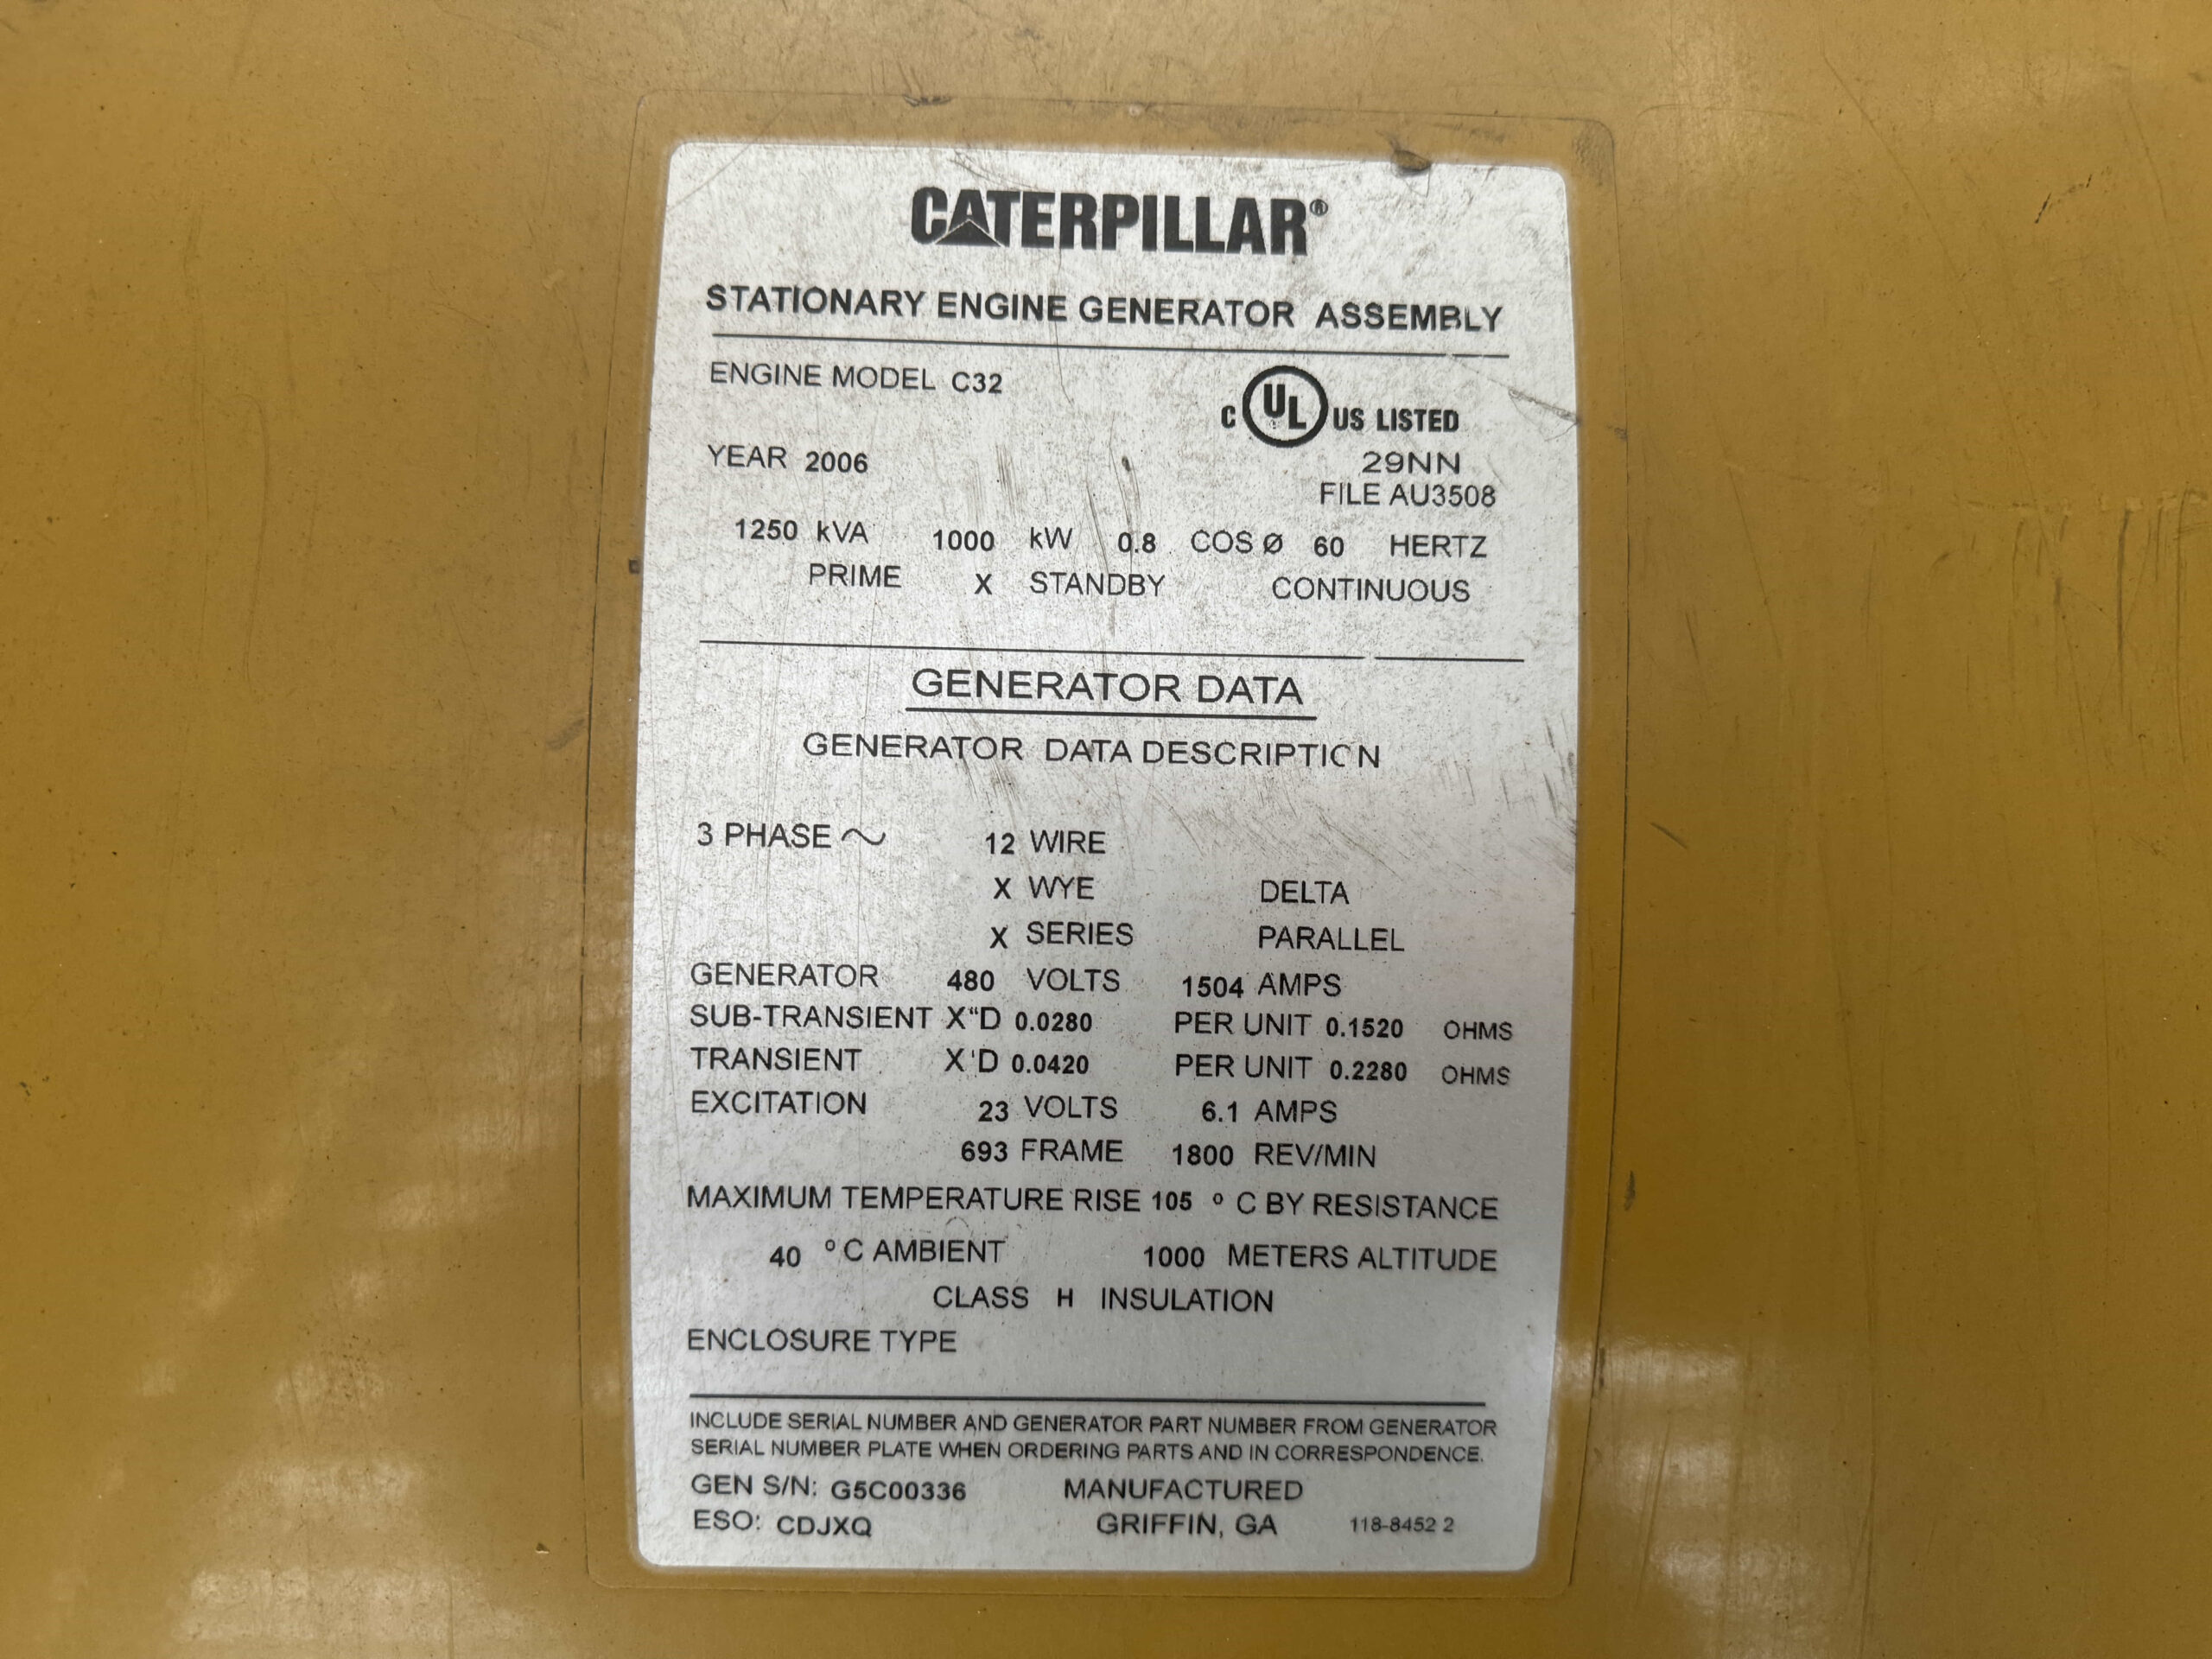 CATERPILLAR®
STATIONARY ENGINE GENERATOR ASSEMBLY
ENGINE MODEL C32
C UL US LISTED
YEAR 2006
29NN
FILE AU3508
1250 kVA 1000 kW 0.8 COS Ø 60 HERTZ
PRIME X STANDBY CONTINUOUS
GENERATOR DATA
GENERATOR DATA DESCRIPTION
3 PHASE ~ 12 WIRE
X WYE DELTA
X SERIES PARALLEL
GENERATOR 480 VOLTS 1504 AMPS
SUB-TRANSIENT X“D 0.0280 PER UNIT 0.1520 OHMS
TRANSIENT X'D 0.0420 PER UNIT 0.2280 OHMS
EXCITATION 23 VOLTS 6.1 AMPS
693 FRAME 1800 REV/MIN
MAXIMUM TEMPERATURE RISE 105 º C BY RESISTANCE
40 º C AMBIENT 1000 METERS ALTITUDE
CLASS H INSULATION
ENCLOSURE TYPE
INCLUDE SERIAL NUMBER AND GENERATOR PART NUMBER FROM GENERATOR
SERIAL NUMBER PLATE WHEN ORDERING PARTS AND IN CORRESPONDENCE.
GEN S/N: G5C00336 MANUFACTURED
ESO: CDJXQ GRIFFIN, GA 118-8452 2